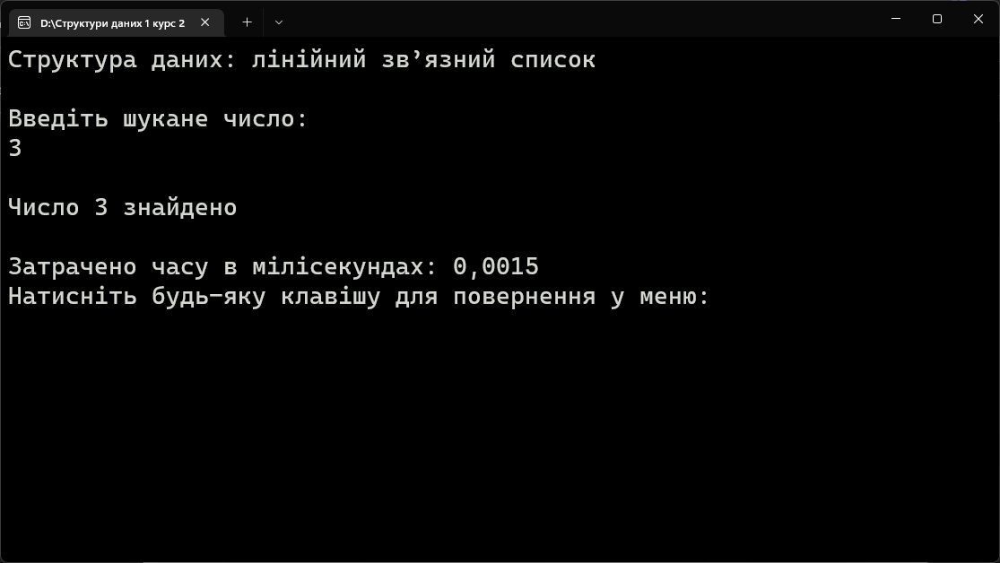 D:\Структури даних 1 курс 2
Структура даних: лінійний зв’язний список
Введіть шукане число:
3
Число 3 знайдено
Затрачено часу в мілісекундах: 0,0015
Натисніть будь-яку клавішу для повернення у меню: